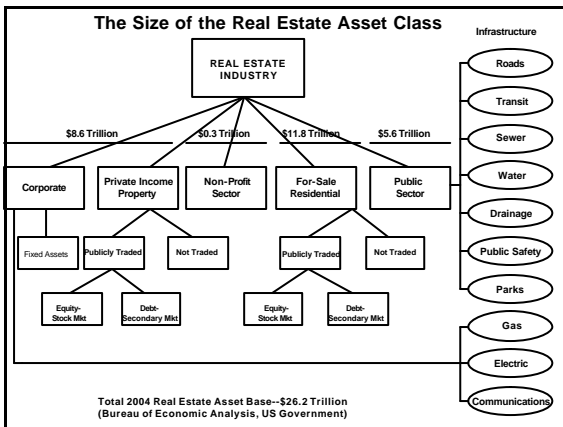 The Size of the Real Estate Asset Class
Infrastructure
REAL ESTATE
INDUSTRY
Roads
Transit
$8.6 Trillion
$0.3 Trillion
$11.8 Trillion
$5.6 Trillion
Sewer
Corporate
Private Income
Property
Non-Profit
Sector
For-Sale
Residential
Public
Sector
Water
Drainage
Fixed Assets
Publicly Traded
Not Traded
Publicly Traded
Not Traded
Public Safety
Parks
Equity-
Stock Mkt
Debt-
Secondary Mkt
Equity-
Stock Mkt
Debt-
Secondary Mkt
Gas
Electric
Communications
Total 2004 Real Estate Asset Base--$26.2 Trillion
(Bureau of Economic Analysis, US Government)